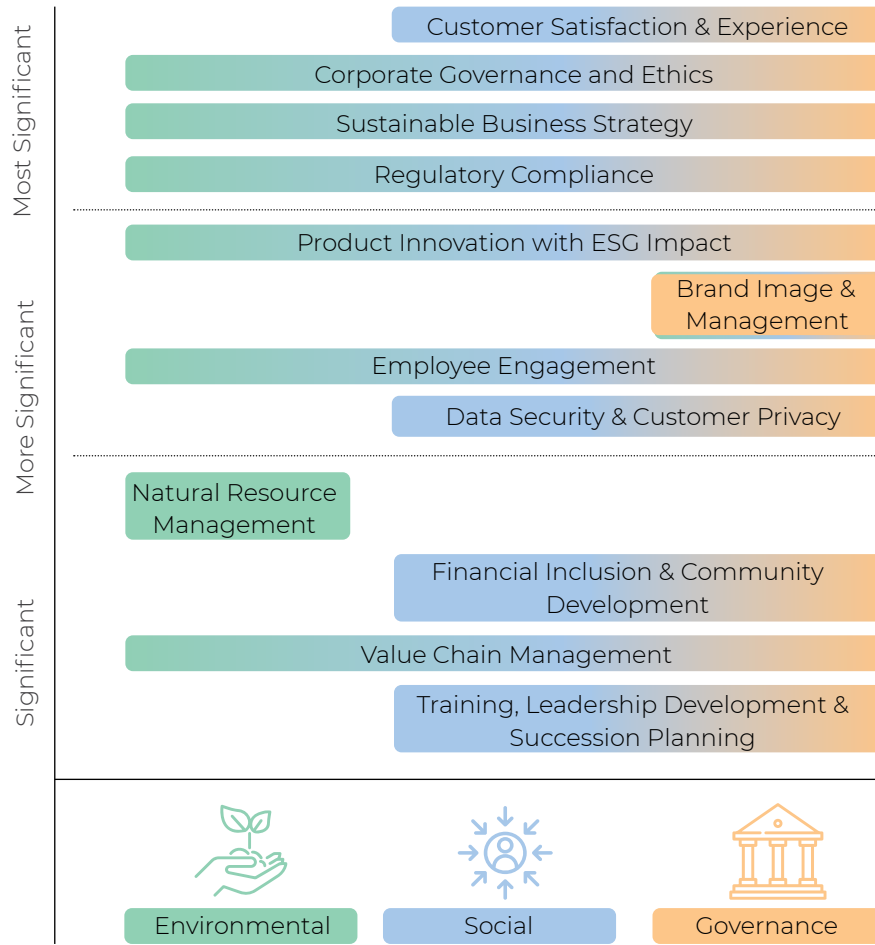 Most Significant
Customer Satisfaction & Experience
Corporate Governance and Ethics
Sustainable Business Strategy
Regulatory Compliance
More Significant
Product Innovation with ESG Impact
Brand Image &
Management
Employee Engagement
Data Security & Customer Privacy
Significant
Natural Resource
Management
Financial Inclusion & Community
Development
Value Chain Management
Training, Leadership Development &
Succession Planning
Environmental
Social
Governance